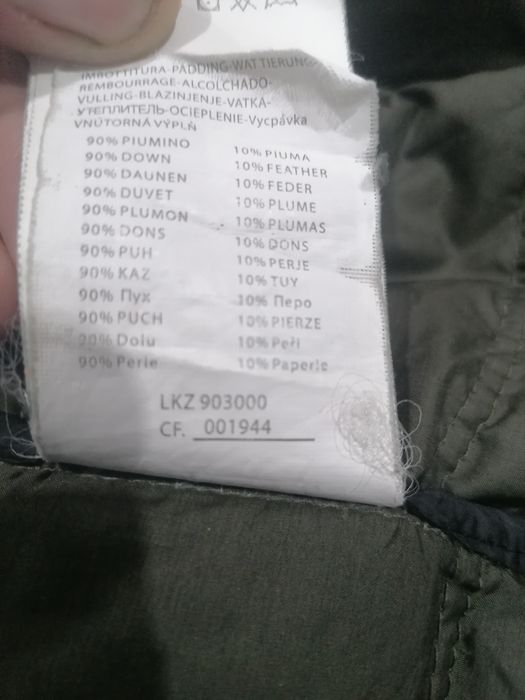 IMBOTTITURA-PADDING-WATTIERUNG-
REMBOURRAGE-ALCOLCHADO-
VULLING-BLAZINJENJE-VATKA-
УТЕПЛИТЕЛЬ-OCIEPLENIE-Vycpávka
VNÚTORNÁ VÝPLŇ
90% PIUMINO 10% PIUMA
90% DOWN 10% FEATHER
90% DAUNEN 10% FEDER
90% DUVET 10% PLUME
90% PLUMON 10% PLUMAS
90% DONS 10% DONS
90% PUH 10% PERJE
90% KAZ 10% TUY
90% Пух 10% Перо
90% PUCH 10% PIERZE
90% Dolu 10% Peří
90% Perie 10% Paperie
LKZ 903000
CF. 001944